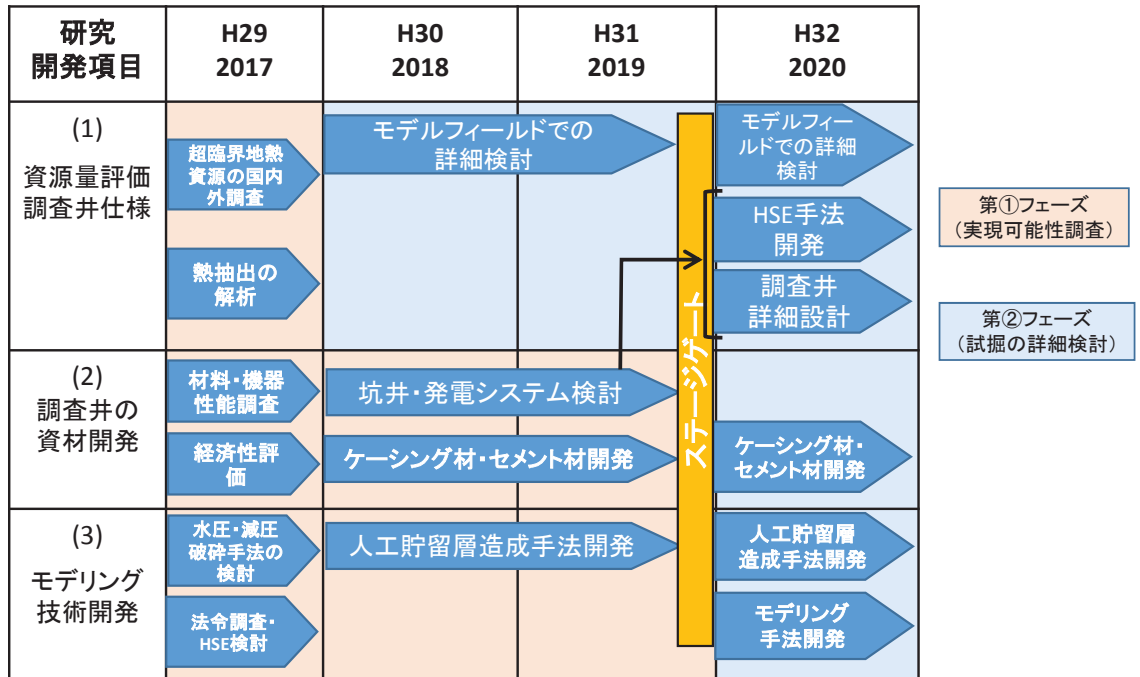 研究
開発項目
H29
2017
H30
2018
H31
2019
H32
2020
(1)
資源量評価
調査井仕様
超臨界地熱
資源の国内
外調査
熱抽出の
解析
モデルフィールドでの
詳細検討
ステージゲート
モデルフィー
ルドでの詳細
検討
HSE手法
開発
調査井
詳細設計
(2)
調査井の
資材開発
材料・機器
性能調査
経済性評
価
坑井・発電システム検討
ケーシング材・セメント材開発
ケーシング材・
セメント材開発
(3)
モデリング
技術開発
水圧・減圧
破砕手法の
検討
法令調査・
HSE検討
人工貯留層造成手法開発
人工貯留層
造成手法開発
モデリング
手法開発
第①フェーズ
（実現可能性調査）
第②フェーズ
（試掘の詳細検討）